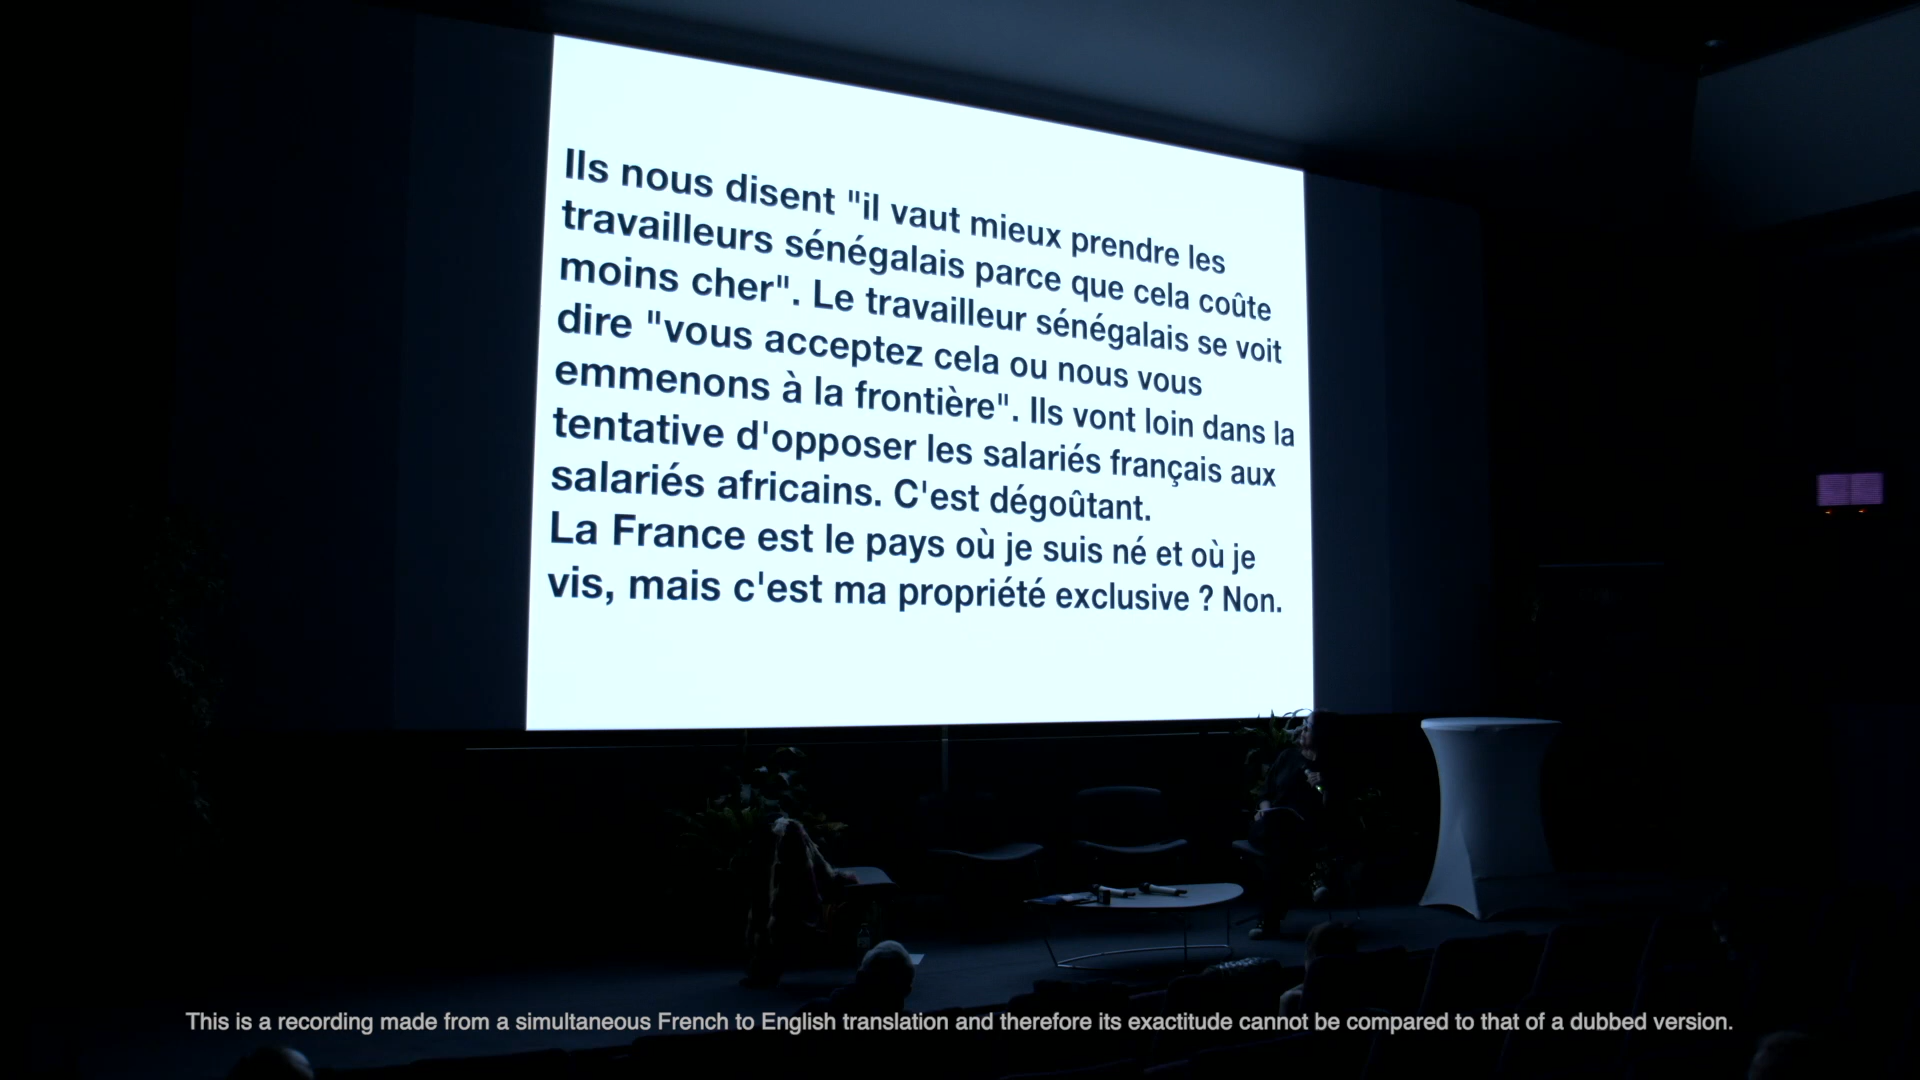 Ils nous disent "il vaut mieux prendre les
travailleurs sénégalais parce que cela coûte
moins cher". Le travailleur sénégalais se voit
dire "vous acceptez cela ou nous vous
emmenons à la frontière". Ils vont loin dans la
tentative d'opposer les salariés français aux
salariés africains. C'est dégoûtant.
La France est le pays où je suis né et où je
vis, mais c'est ma propriété exclusive ? Non.
This is a recording made from a simultaneous French to English translation and therefore its exactitude cannot be compared to that of a dubbed version.